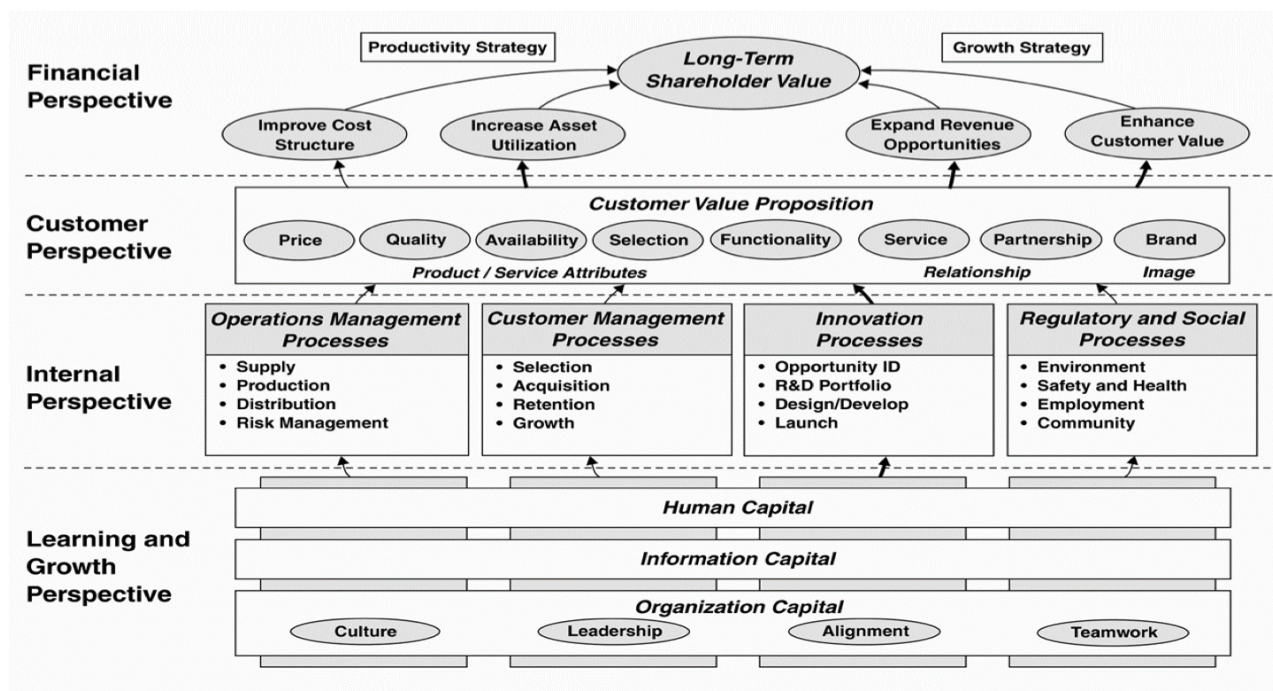 Financial
Perspective
Productivity Strategy
Long-Term
Shareholder Value
Growth Strategy
Improve Cost
Structure
Increase Asset
Utilization
Expand Revenue
Opportunities
Enhance
Customer Value
Customer
Perspective
Customer Value Proposition
Price
Quality
Availability
Selection
Functionality
Service
Partnership
Brand
Product / Service Attributes
Relationship
Image
Internal
Perspective
Operations Management
Processes
• Supply
• Production
• Distribution
• Risk Management
Customer Management
Processes
• Selection
• Acquisition
• Retention
• Growth
Innovation
Processes
• Opportunity ID
• R&D Portfolio
• Design/Develop
• Launch
Regulatory and Social
Processes
• Environment
• Safety and Health
• Employment
• Community
Learning and
Growth
Perspective
Human Capital
Information Capital
Organization Capital
Culture
Leadership
Alignment
Teamwork